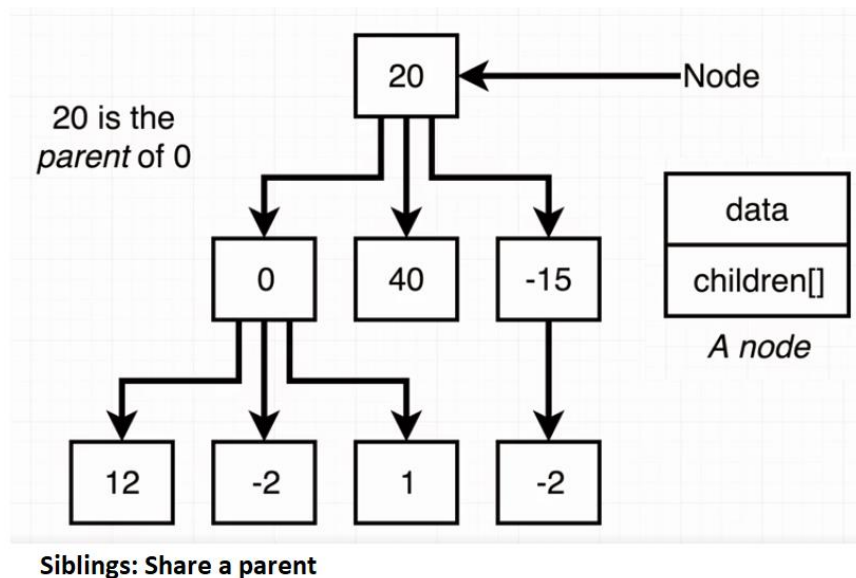 20
Node
20 is the
parent of 0
data
0
40
-15
children[]
A node
12
-2
1
-2
Siblings: Share a parent